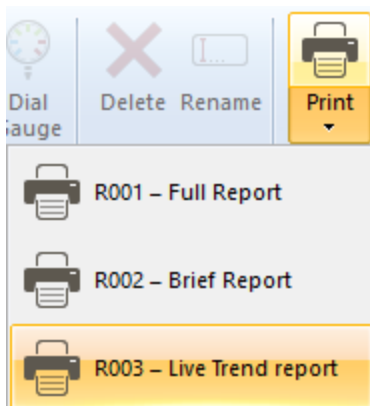 Dial
Gauge
Delete
Rename
Print
R001 – Full Report
R002 – Brief Report
R003 – Live Trend report